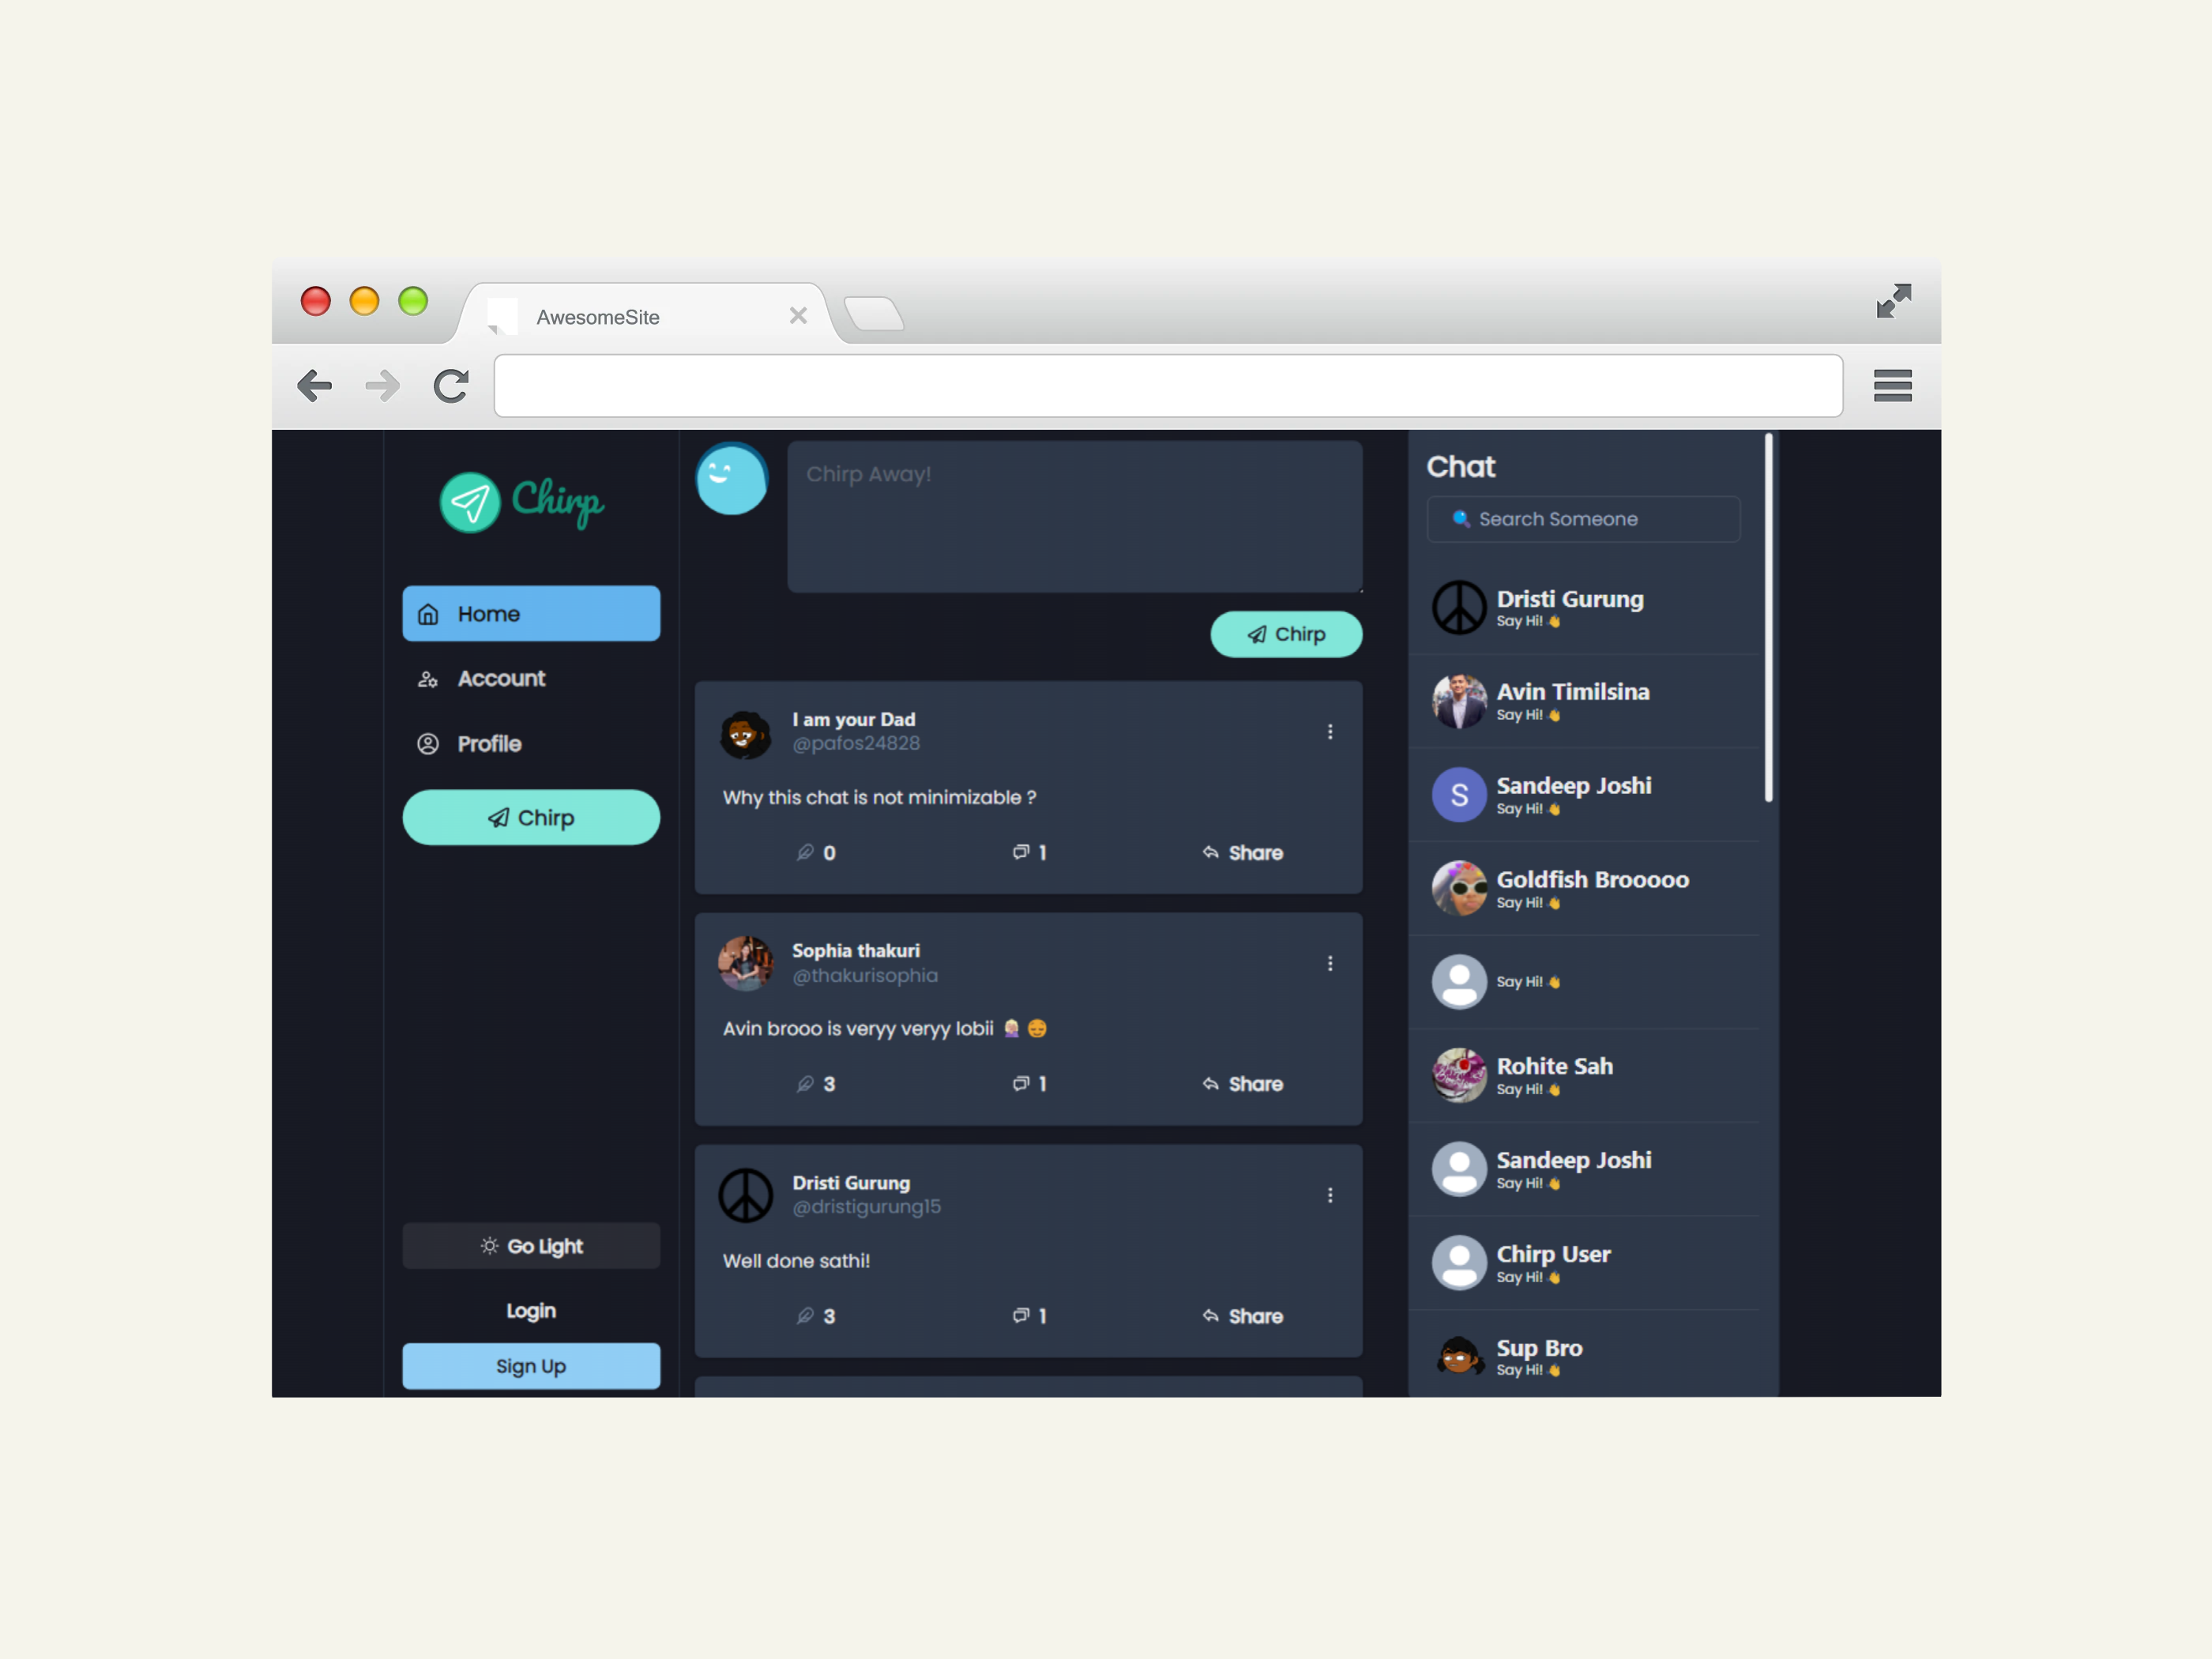 AwesomeSite
Chirp
Home
Account
Profile
Chirp
Go Light
Login
Sign Up
Chirp Away!
Chirp
I am your Dad
@pafos24828
Why this chat is not minimizable ?
0 1 Share
Sophia thakuri
@thakurisophia
Avin brooo is veryy veryy lobii
3 1 Share
Dristi Gurung
@dristigurung15
Well done sathi!
3 1 Share
Chat
Search Someone
Dristi Gurung
Say Hi! 👋
Avin Timilsina
Say Hi! 👋
S
Sandeep Joshi
Say Hi! 👋
Goldfish Brooooo
Say Hi! 👋
Say Hi! 👋
Rohite Sah
Say Hi! 👋
Sandeep Joshi
Say Hi! 👋
Chirp User
Say Hi! 👋
Sup Bro
Say Hi! 👋